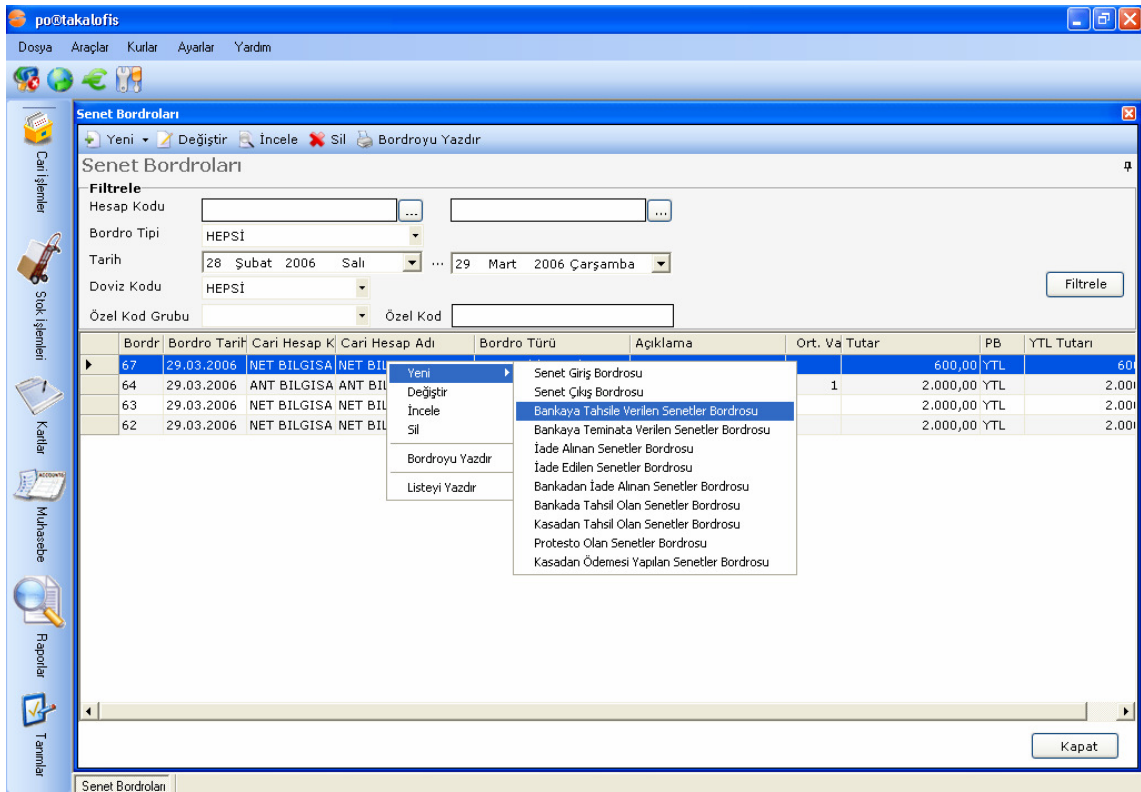 po®takalofis
Dosya Araçlar Kurlar Ayarlar Yardım
Senet Bordroları
Yeni Değiştir İncele Sil Bordroyu Yazdır
Senet Bordroları
Filtrele
Hesap Kodu ... ...
Bordro Tipi HEPSİ
Tarih 28 Şubat 2006 Salı ... 29 Mart 2006 Çarşamba
Doviz Kodu HEPSİ Filtrele
Özel Kod Grubu Özel Kod
Bordr Bordro Tarih Cari Hesap K Cari Hesap Adı Bordro Türü Açıklama Ort. Va Tutar PB YTL Tutarı
67 29.03.2006 NET BILGISA NET BIL 600,00 YTL 60
64 29.03.2006 ANT BILGISA ANT BIL 1 2.000,00 YTL 2.00
63 29.03.2006 NET BILGISA NET BIL 2.000,00 YTL 2.00
62 29.03.2006 NET BILGISA NET BIL 2.000,00 YTL 2.00
Yeni
Değiştir
İncele
Sil
Bordroyu Yazdır
Listeyi Yazdır
Senet Giriş Bordrosu
Senet Çıkış Bordrosu
Bankaya Tahsile Verilen Senetler Bordrosu
Bankaya Teminata Verilen Senetler Bordrosu
İade Alınan Senetler Bordrosu
İade Edilen Senetler Bordrosu
Bankadan İade Alınan Senetler Bordrosu
Bankada Tahsil Olan Senetler Bordrosu
Kasadan Tahsil Olan Senetler Bordrosu
Protesto Olan Senetler Bordrosu
Kasadan Ödemesi Yapılan Senetler Bordrosu
Cari İşlemler
Stok İşlemleri
Kartlar
ACCOUNTS
Muhasebe
Raporlar
Tanımlar
Kapat
Senet Bordroları